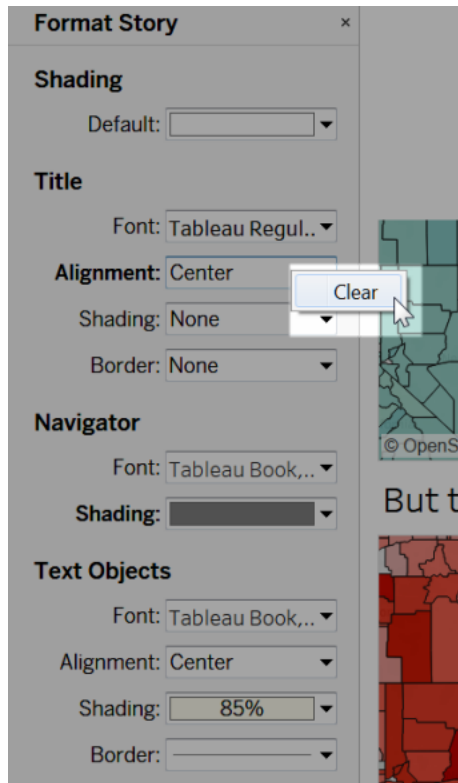 Format Story ×
Shading
Default:
Title
Font: Tableau Regul..
Alignment: Center
Clear
Shading: None
Border: None
Navigator
© OpenS
Font: Tableau Book,..
But t
Shading:
Text Objects
Font: Tableau Book,..
Alignment: Center
Shading: 85%
Border: